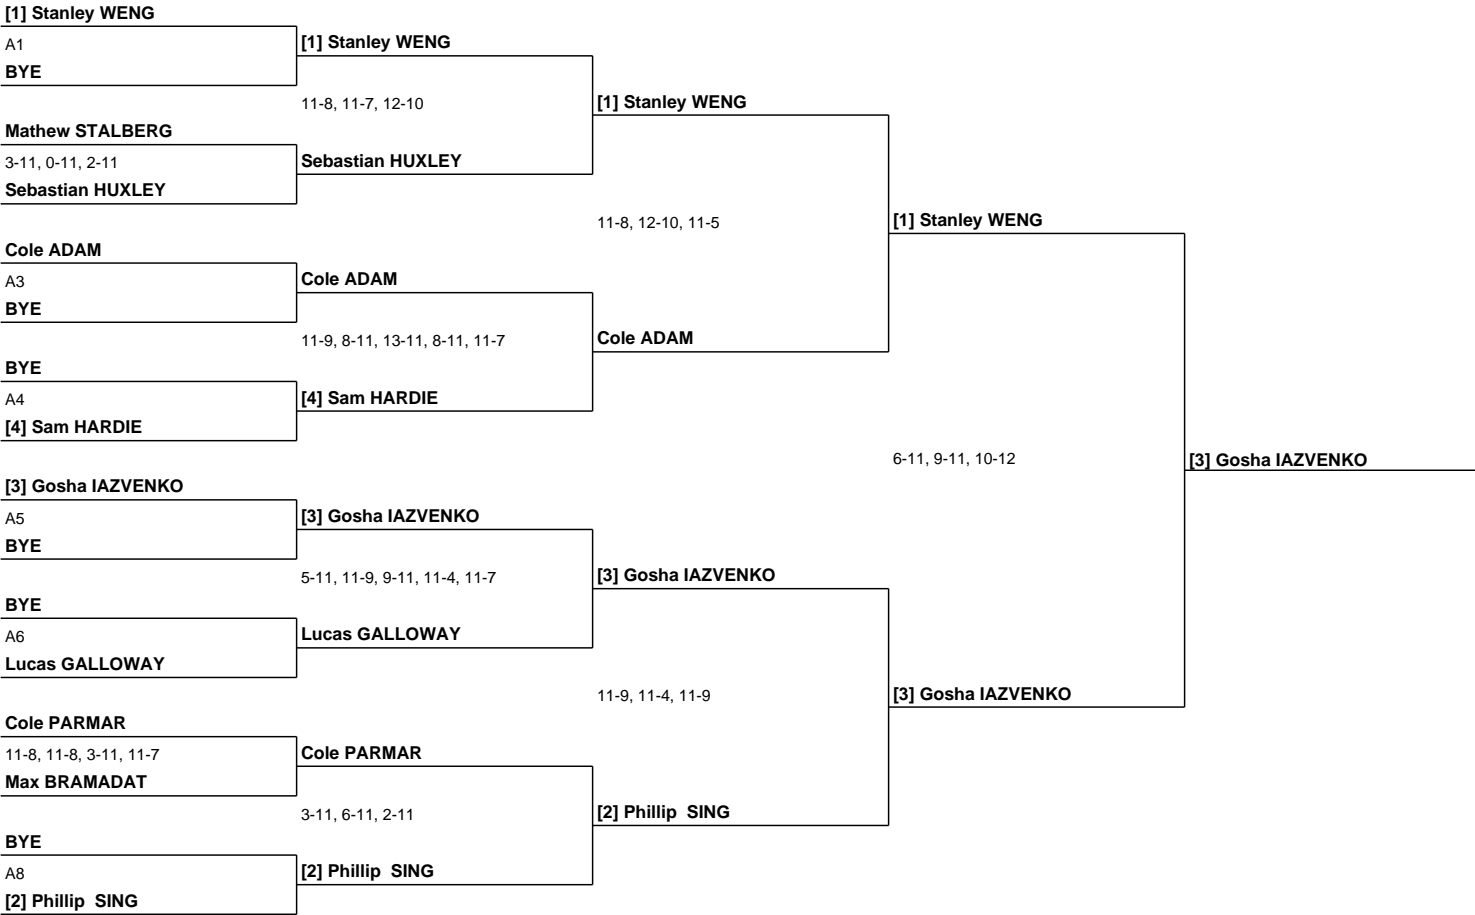 [1] Stanley WENG
A1
BYE
Mathew STALBERG
3-11, 0-11, 2-11
Sebastian HUXLEY
Cole ADAM
A3
BYE
BYE
A4
[4] Sam HARDIE
[3] Gosha IAZVENKO
A5
BYE
BYE
A6
Lucas GALLOWAY
Cole PARMAR
11-8, 11-8, 3-11, 11-7
Max BRAMADAT
BYE
A8
[2] Phillip  SING
[1] Stanley WENG
11-8, 11-7, 12-10
Sebastian HUXLEY
Cole ADAM
11-9, 8-11, 13-11, 8-11, 11-7
[4] Sam HARDIE
[3] Gosha IAZVENKO
5-11, 11-9, 9-11, 11-4, 11-7
Lucas GALLOWAY
Cole PARMAR
3-11, 6-11, 2-11
[2] Phillip  SING
[1] Stanley WENG
11-8, 12-10, 11-5
Cole ADAM
[3] Gosha IAZVENKO
11-9, 11-4, 11-9
[2] Phillip  SING
[1] Stanley WENG
6-11, 9-11, 10-12
[3] Gosha IAZVENKO
[3] Gosha IAZVENKO